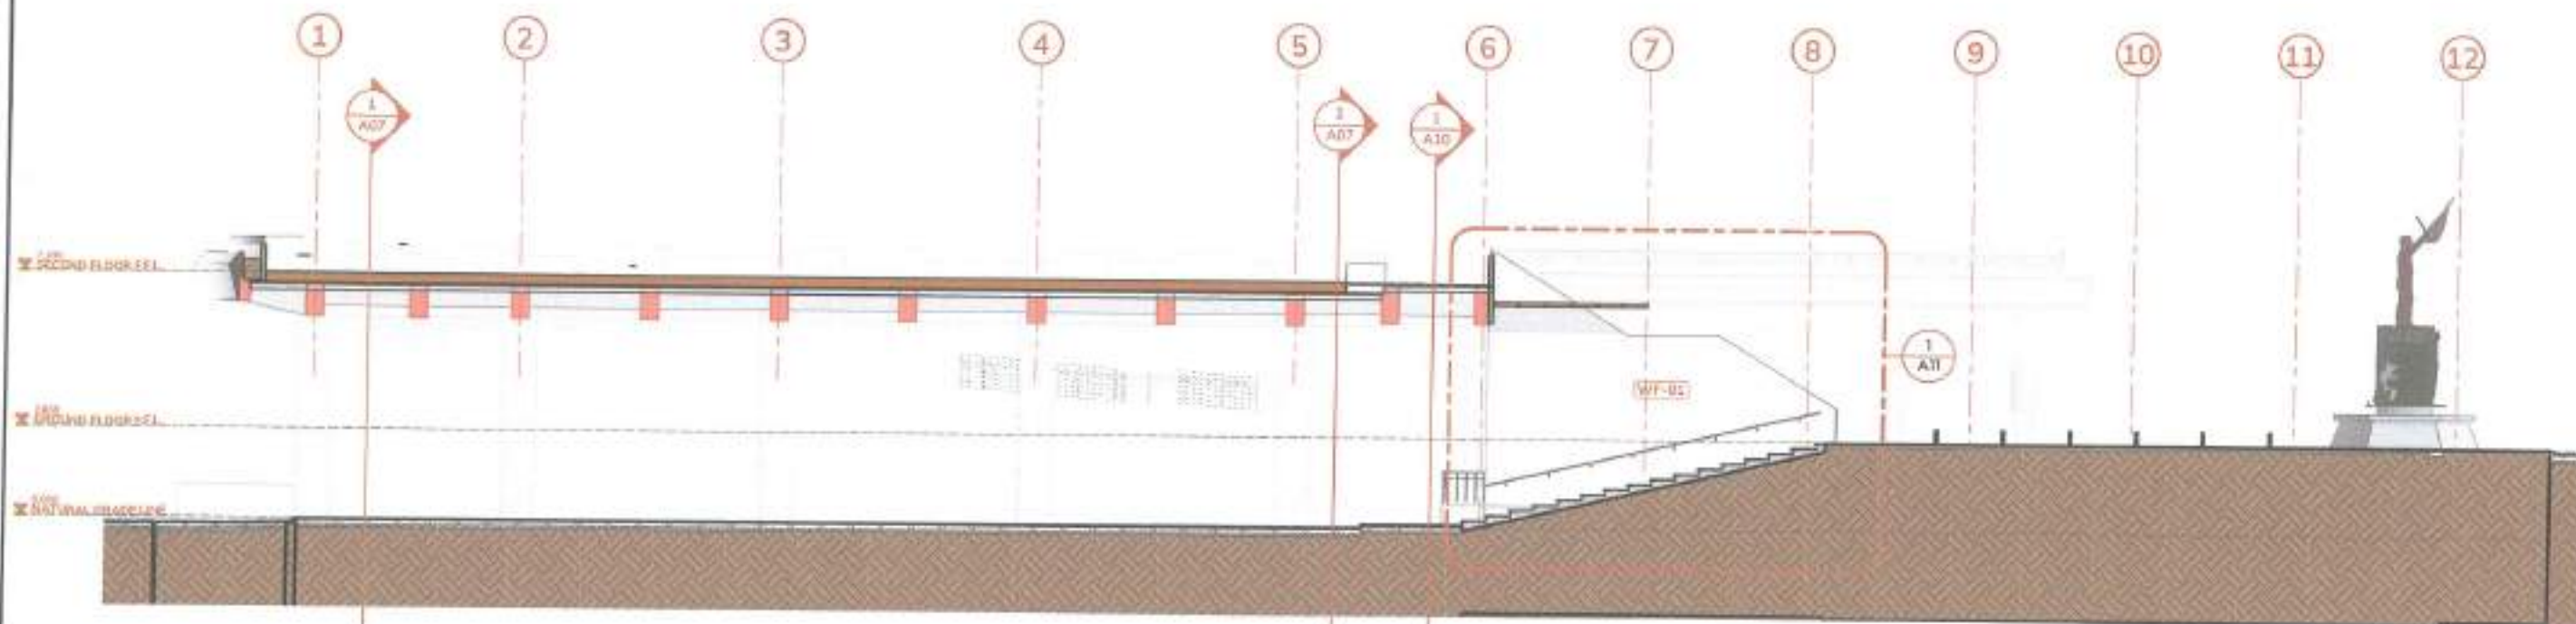 1 2 3 4 5 6 7 8 9 10 11 12
1
A07
A07
1
A10
SECOND FLOOR F.F.L.
1
A11
WF-01
GROUND FLOOR F.F.L.
NATURAL GRADE LINE